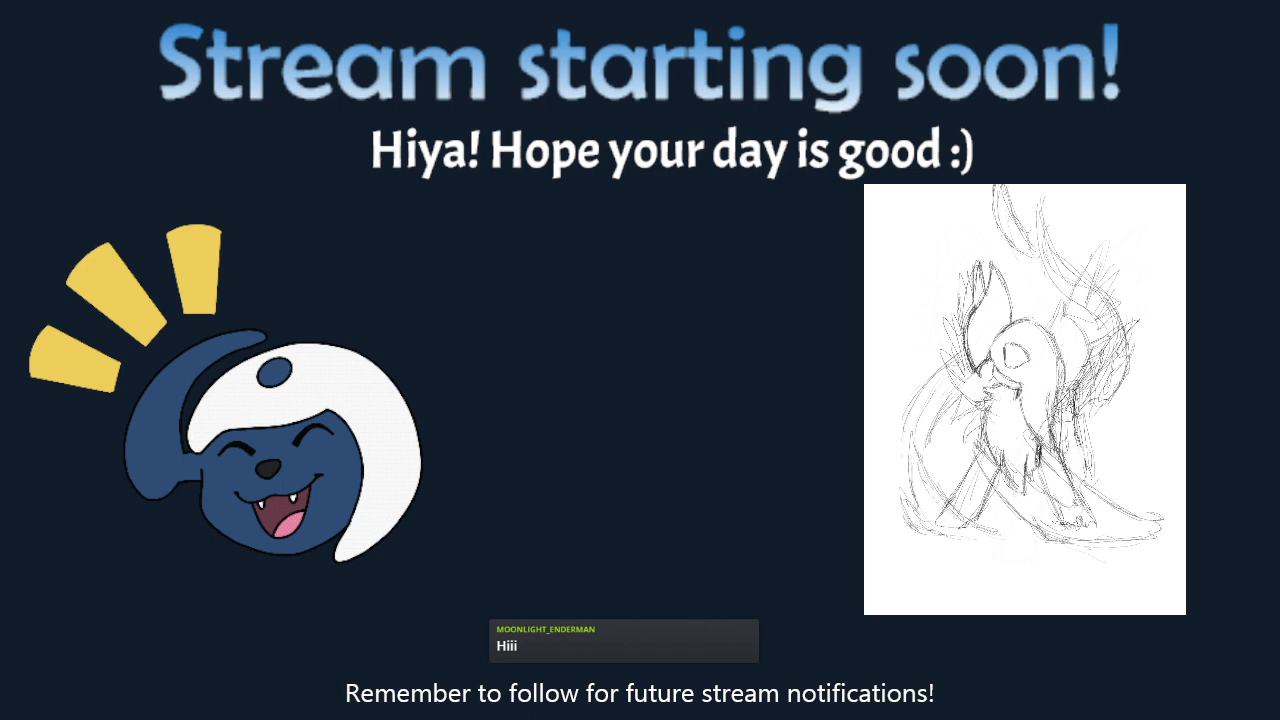 Stream starting soon!
Hiya! Hope your day is good :)
MOONLIGHT_ENDERMAN
Hiii
Remember to follow for future stream notifications!